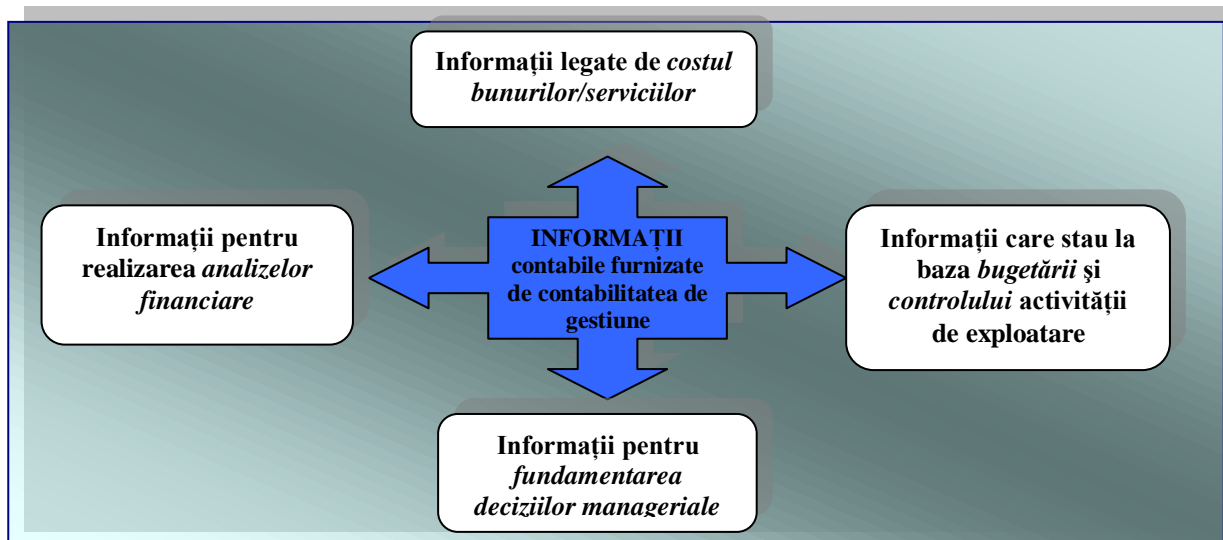 Informații legate de costul
bunurilor/serviciilor
Informații pentru
realizarea analizelor
financiare
INFORMAȚII
contabile furnizate
de contabilitatea de
gestiune
Informații care stau la
baza bugetării şi
controlului activității
de exploatare
Informații pentru
fundamentarea
deciziilor manageriale